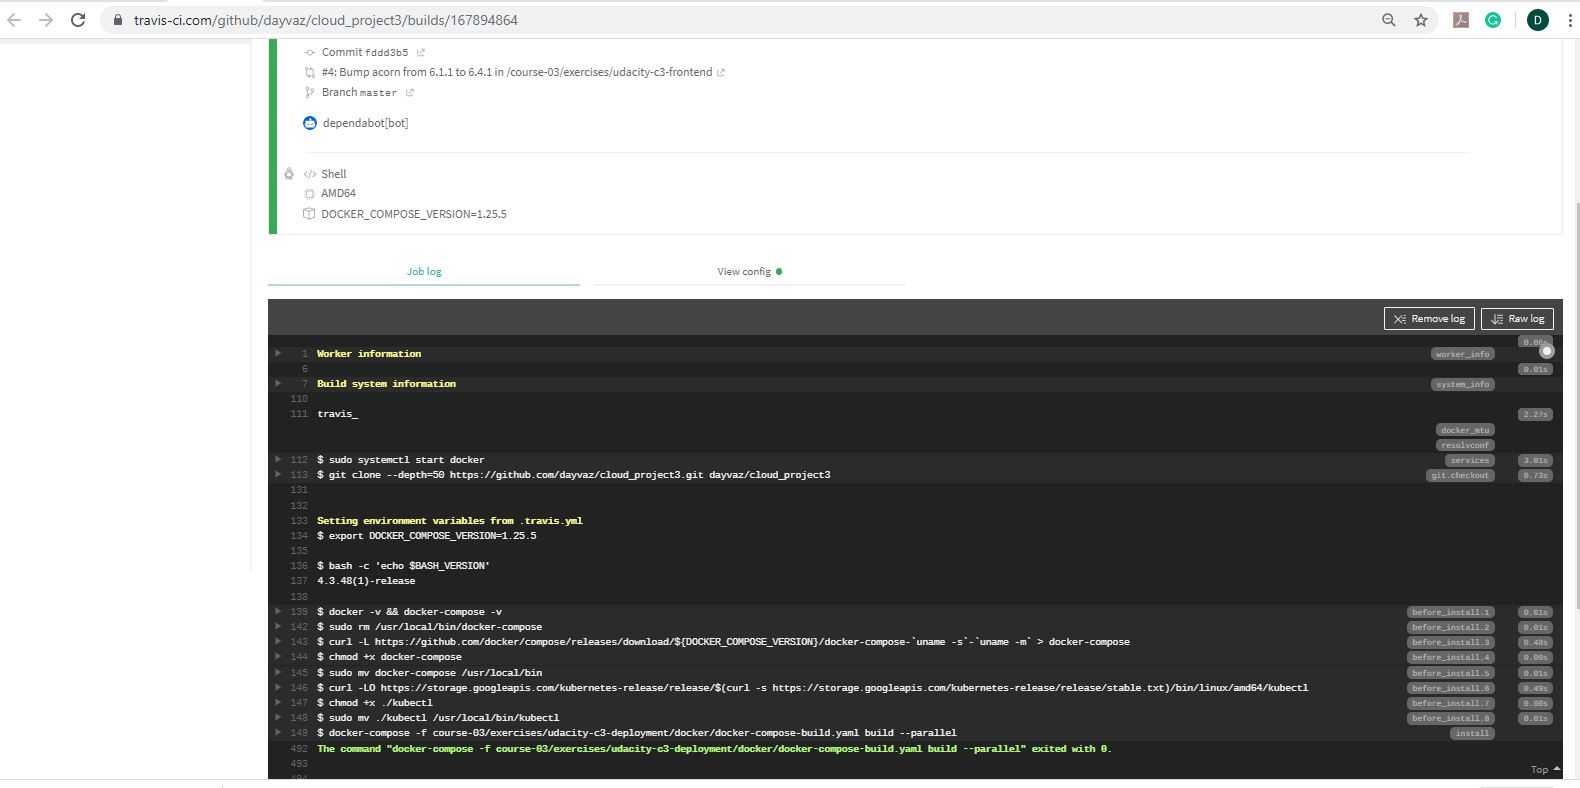 travis-ci.com/github/dayvaz/cloud_project3/builds/167894864
D
Commit fddd3b5
#4: Bump acorn from 6.1.1 to 6.4.1 in /course-03/exercises/udacity-c3-frontend
Branch master
dependabot[bot]
</> Shell
AMD64
DOCKER_COMPOSE_VERSION=1.25.5
Job log
View config
Remove log
Raw log
0.06s
1 Worker information worker_info
6 0.01s
7 Build system information system_info
110
111 travis_ 2.27s
docker_mtu
resolvconf
112 $ sudo systemctl start docker services 3.01s
113 $ git clone --depth=50 https://github.com/dayvaz/cloud_project3.git dayvaz/cloud_project3 git.checkout 0.73s
131
132
133 Setting environment variables from .travis.yml
134 $ export DOCKER_COMPOSE_VERSION=1.25.5
135
136 $ bash -c 'echo $BASH_VERSION'
137 4.3.48(1)-release
138
139 $ docker -v && docker-compose -v before_install.1 0.61s
142 $ sudo rm /usr/local/bin/docker-compose before_install.2 0.01s
143 $ curl -L https://github.com/docker/compose/releases/download/${DOCKER_COMPOSE_VERSION}/docker-compose-`uname -s`-`uname -m` > docker-compose before_install.3 0.48s
144 $ chmod +x docker-compose before_install.4 0.00s
145 $ sudo mv docker-compose /usr/local/bin before_install.5 0.01s
146 $ curl -LO https://storage.googleapis.com/kubernetes-release/release/$(curl -s https://storage.googleapis.com/kubernetes-release/release/stable.txt)/bin/linux/amd64/kubectl before_install.6 0.49s
147 $ chmod +x ./kubectl before_install.7 0.00s
148 $ sudo mv ./kubectl /usr/local/bin/kubectl before_install.8 0.01s
149 $ docker-compose -f course-03/exercises/udacity-c3-deployment/docker/docker-compose-build.yaml build --parallel install
492 The command "docker-compose -f course-03/exercises/udacity-c3-deployment/docker/docker-compose-build.yaml build --parallel" exited with 0.
493
494
Top